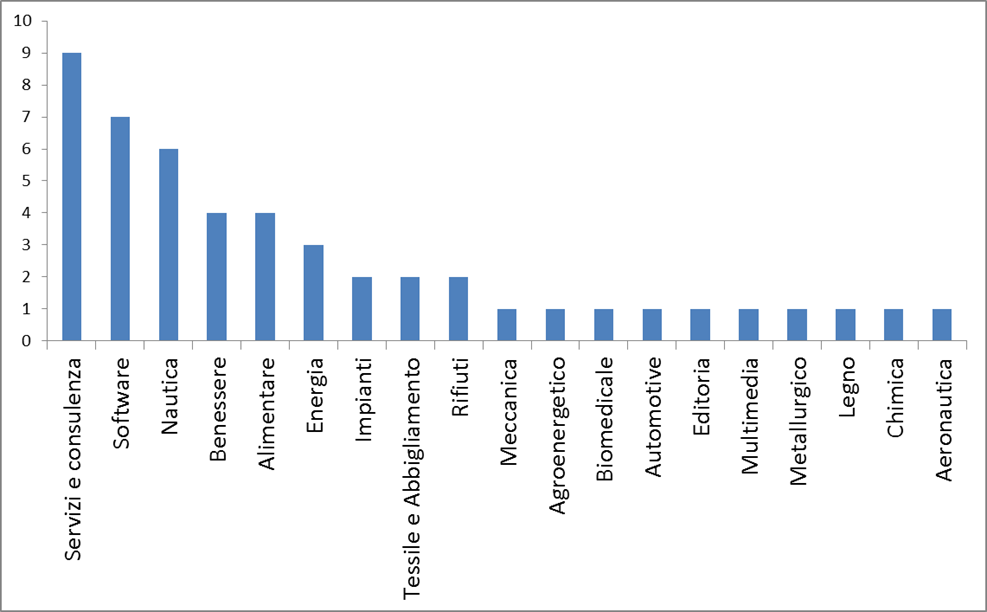 10
9
8
7
6
5
4
3
2
1
0
Servizi e consulenza
Software
Nautica
Benessere
Alimentare
Energia
Impianti
Tessile e Abbigliamento
Rifiuti
Meccanica
Agroenergetico
Biomedicale
Automotive
Editoria
Multimedia
Metallurgico
Legno
Chimica
Aeronautica